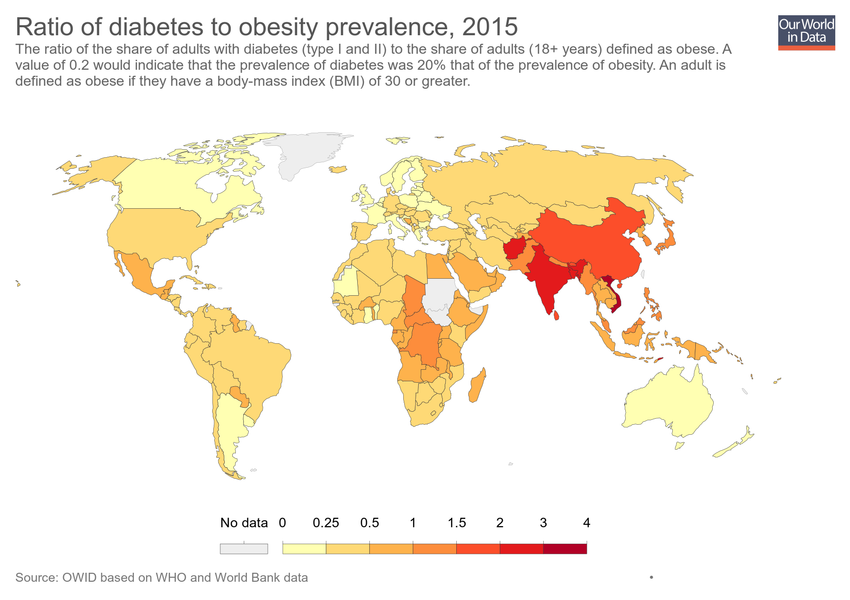 Ratio of diabetes to obesity prevalence, 2015
Our World
in Data
The ratio of the share of adults with diabetes (type I and II) to the share of adults (18+ years) defined as obese. A
value of 0.2 would indicate that the prevalence of diabetes was 20% that of the prevalence of obesity. An adult is
defined as obese if they have a body-mass index (BMI) of 30 or greater.
No data 0 0.25 0.5 1 1.5 2 3 4
Source: OWID based on WHO and World Bank data